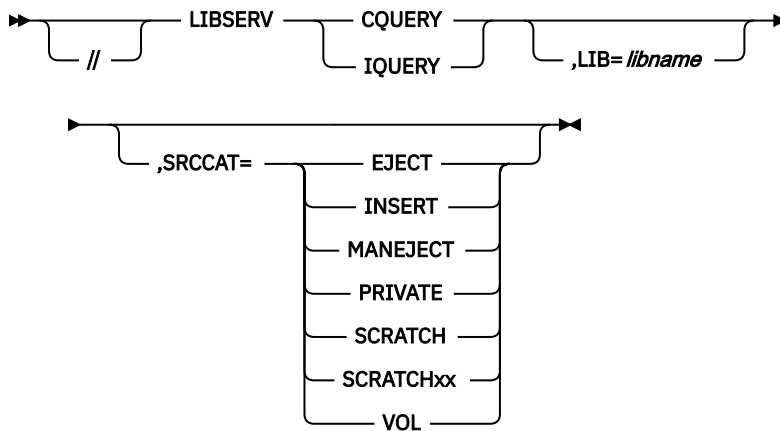 LIBSERV CQUERY
// IQUERY ,LIB= libname
,SRCCAT= EJECT
INSERT
MANEJECT
PRIVATE
SCRATCH
SCRATCHxx
VOL